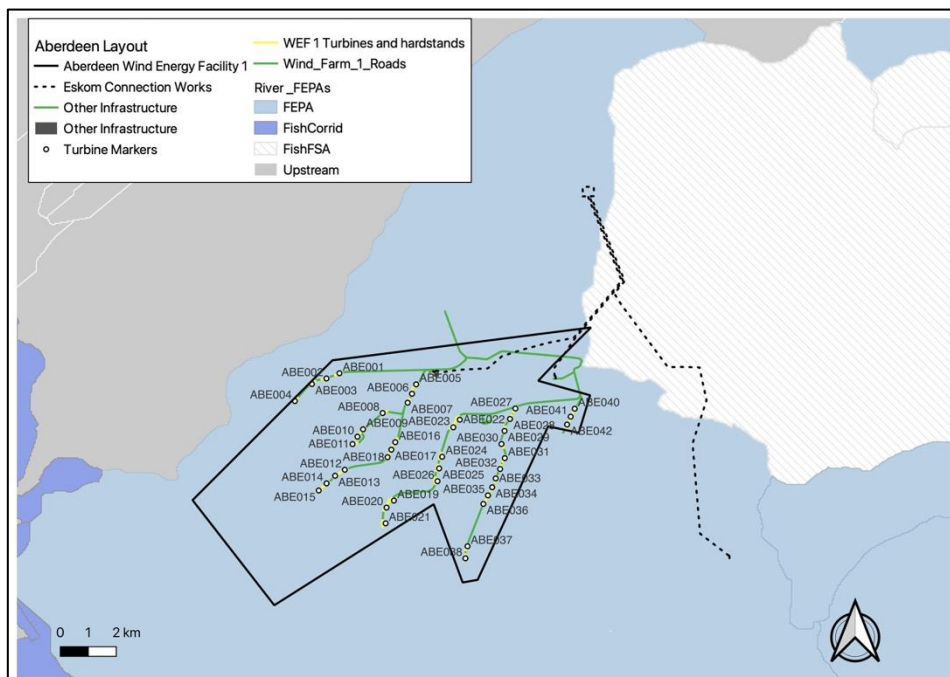 Aberdeen Layout
Aberdeen Wind Energy Facility 1
Eskom Connection Works
Other Infrastructure
Other Infrastructure
Turbine Markers
WEF 1 Turbines and hardstands
Wind_Farm_1_Roads
River _FEPAs
FEPA
FishCorrid
FishFSA
Upstream
ABE001
ABE002
ABE003
ABE004
ABE005
ABE006
ABE007
ABE008
ABE009
ABE010
ABE011
ABE023
ABE022
ABE027
ABE041
ABE040
ABE028
ABE042
ABE016
ABE030
ABE029
ABE012
ABE018
ABE017
ABE024
ABE031
ABE014
ABE013
ABE026
ABE025
ABE032
ABE033
ABE015
ABE035
ABE034
ABE020
ABE019
ABE036
ABE021
ABE037
ABE038
0 1 2 km